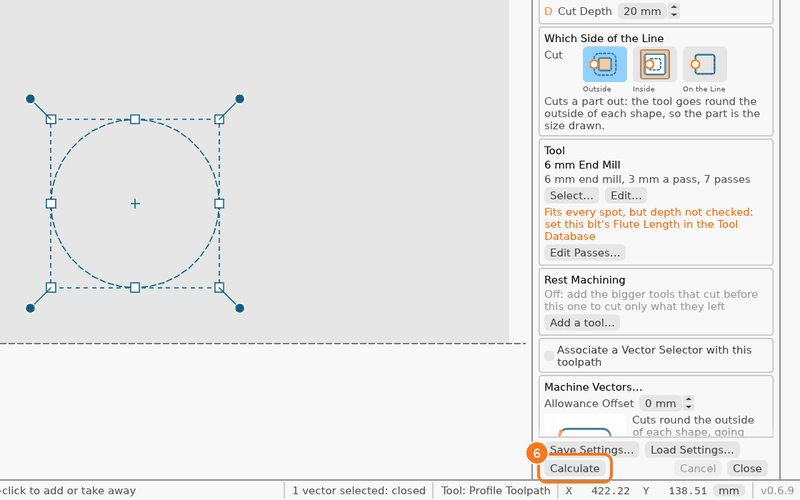 D Cut Depth 20 mm
Which Side of the Line
Cut
Outside Inside On the Line
Cuts a part out: the tool goes round the
outside of each shape, so the part is the
size drawn.
Tool
6 mm End Mill
6 mm end mill, 3 mm a pass, 7 passes
Select... Edit...
Fits every spot, but depth not checked:
set this bit's Flute Length in the Tool
Database
Edit Passes...
Rest Machining
Off: add the bigger tools that cut before
this one to cut only what they left
Add a tool...
Associate a Vector Selector with this
toolpath
Machine Vectors...
Allowance Offset 0 mm
Cuts round the outside
of each shape, going
6 Save Settings... Load Settings...
Calculate Cancel Close
-click to add or take away 1 vector selected: closed Tool: Profile Toolpath X 422.22 Y 138.51 mm v0.6.9